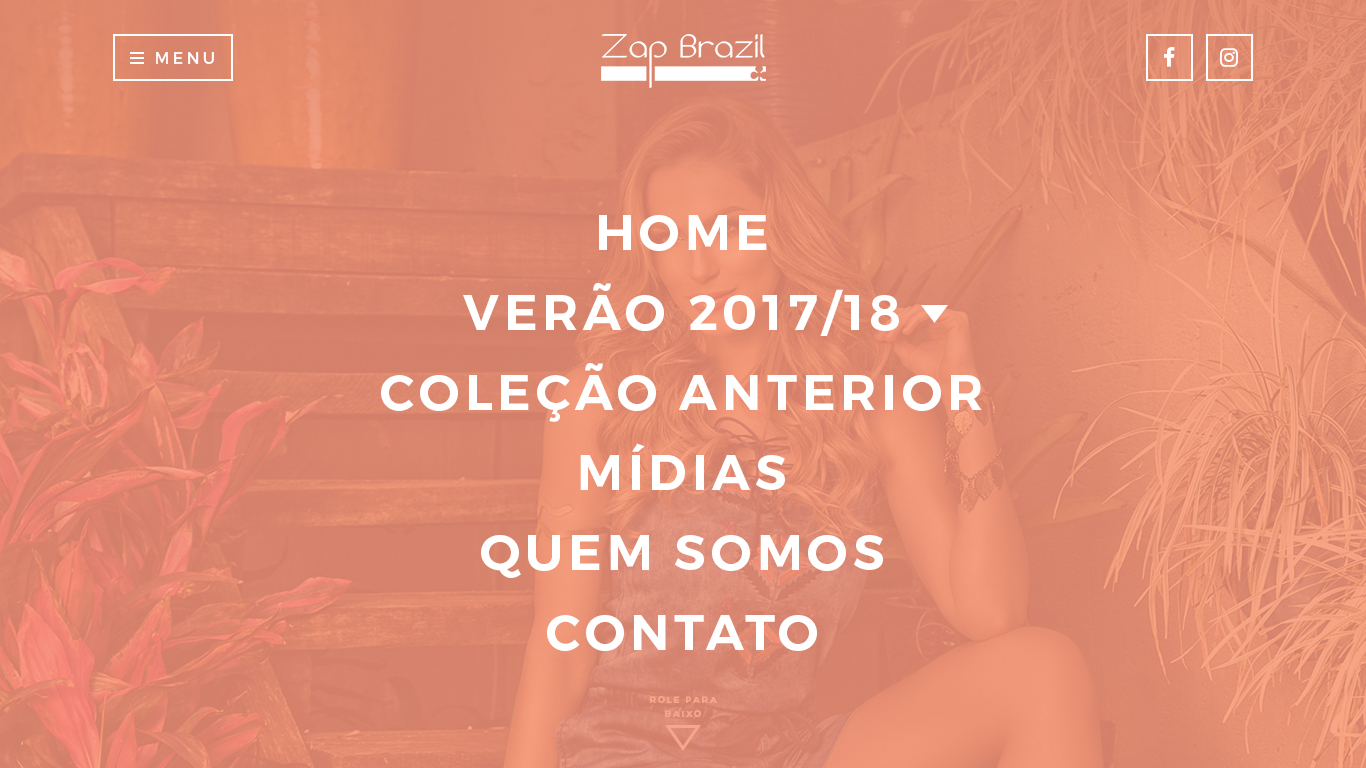 MENU
Zap Brazil
HOME
VERÃO 2017/18
COLEÇÃO ANTERIOR
MÍDIAS
QUEM SOMOS
CONTATO
ROLE PARA
BAIXO